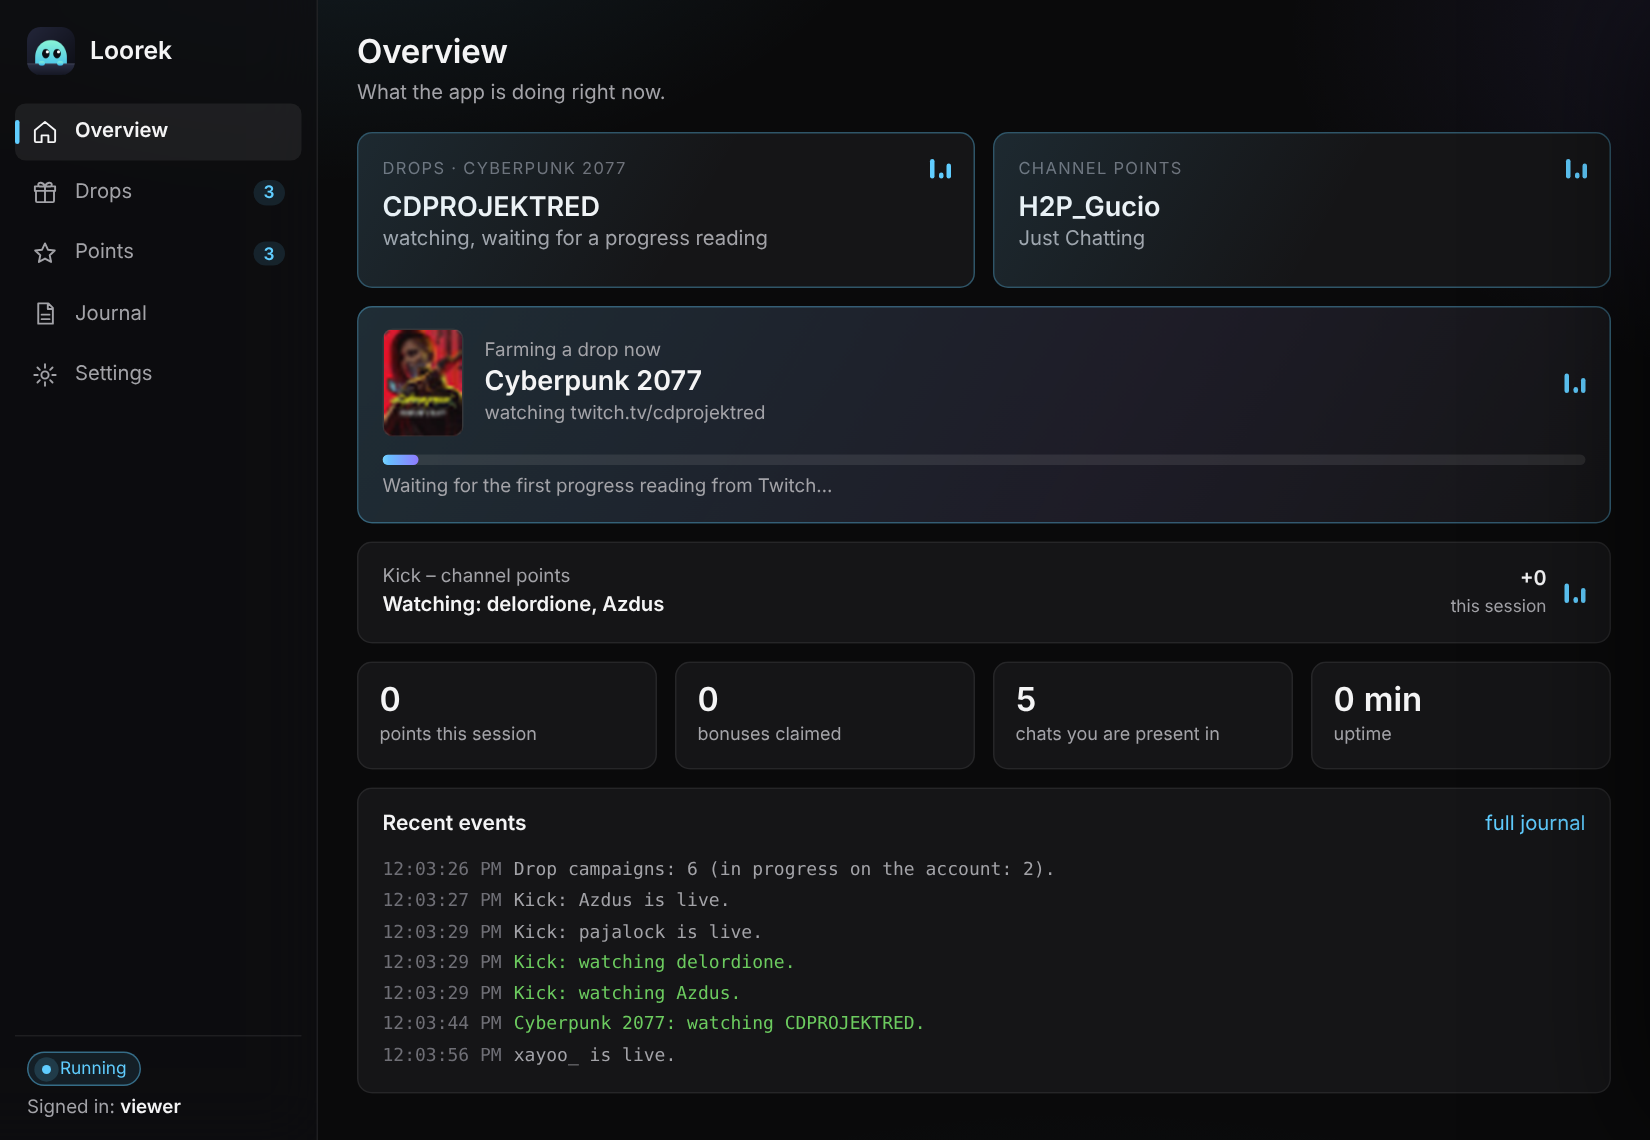 Loorek
Overview
Drops 3
Points 3
Journal
Settings
Running
Signed in: viewer
Overview
What the app is doing right now.
DROPS · CYBERPUNK 2077
CDPROJEKTRED
watching, waiting for a progress reading
CHANNEL POINTS
H2P_Gucio
Just Chatting
Farming a drop now
Cyberpunk 2077
watching twitch.tv/cdprojektred
Waiting for the first progress reading from Twitch...
Kick – channel points
Watching: delordione, Azdus
+0
this session
0
points this session
0
bonuses claimed
5
chats you are present in
0 min
uptime
Recent events
full journal
12:03:26 PM Drop campaigns: 6 (in progress on the account: 2).
12:03:27 PM Kick: Azdus is live.
12:03:29 PM Kick: pajalock is live.
12:03:29 PM Kick: watching delordione.
12:03:29 PM Kick: watching Azdus.
12:03:44 PM Cyberpunk 2077: watching CDPROJEKTRED.
12:03:56 PM xayoo_ is live.